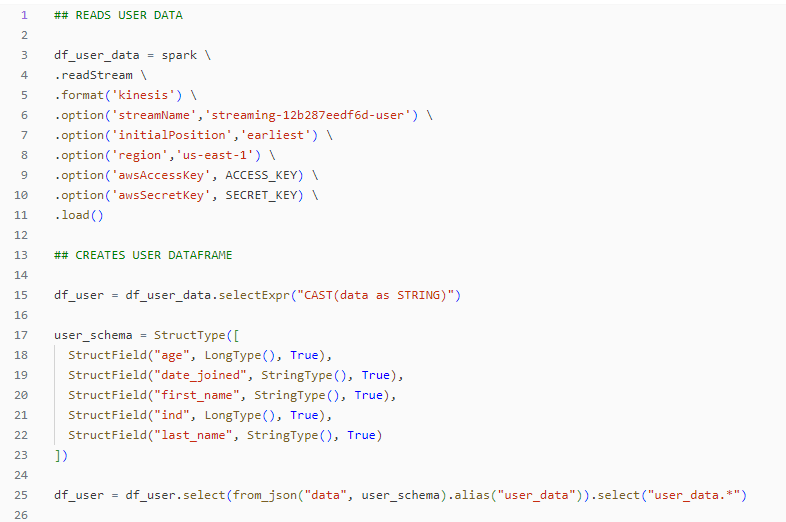 1 ## READS USER DATA
2
3 df_user_data = spark \
4 .readStream \
5 .format('kinesis') \
6 .option('streamName','streaming-12b287eedf6d-user') \
7 .option('initialPosition','earliest') \
8 .option('region','us-east-1') \
9 .option('awsAccessKey', ACCESS_KEY) \
10 .option('awsSecretKey', SECRET_KEY) \
11 .load()
12
13 ## CREATES USER DATAFRAME
14
15 df_user = df_user_data.selectExpr("CAST(data as STRING)")
16
17 user_schema = StructType([
18   StructField("age", LongType(), True),
19   StructField("date_joined", StringType(), True),
20   StructField("first_name", StringType(), True),
21   StructField("ind", LongType(), True),
22   StructField("last_name", StringType(), True)
23 ])
24
25 df_user = df_user.select(from_json("data", user_schema).alias("user_data")).select("user_data.*")
26